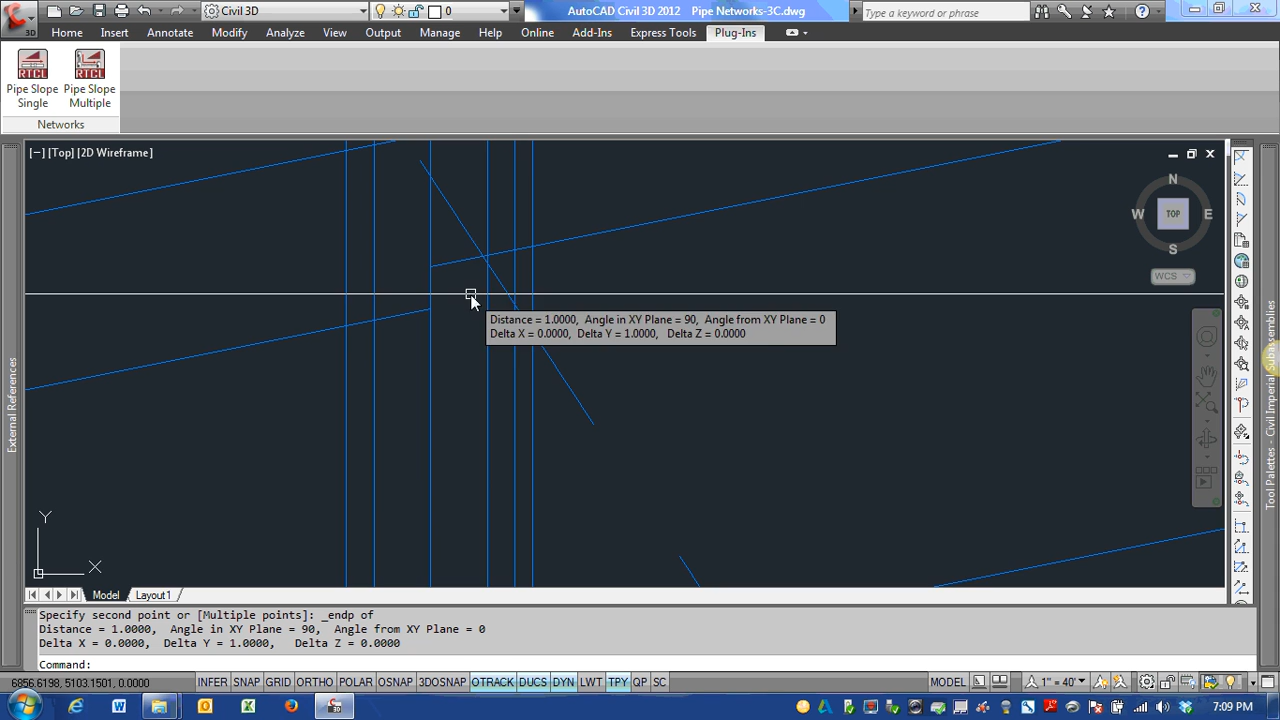 3D
Civil 3D
0
AutoCAD Civil 3D 2012 Pipe Networks-3C.dwg
Type a keyword or phrase
Home Insert Annotate Modify Analyze View Output Manage Help Online Add-Ins Express Tools Plug-Ins
RTCL RTCL
Pipe Slope Single
Pipe Slope Multiple
Networks
[−] [Top] [2D Wireframe]
N
W TOP E
S
WCS
Distance = 1.0000, Angle in XY Plane = 90, Angle from XY Plane = 0
Delta X = 0.0000, Delta Y = 1.0000, Delta Z = 0.0000
External References
Tool Palettes - Civil Imperial Subassemblies
Y
X
Model Layout1
Specify second point or [Multiple points]: _endp of
Distance = 1.0000, Angle in XY Plane = 90, Angle from XY Plane = 0
Delta X = 0.0000, Delta Y = 1.0000, Delta Z = 0.0000
Command:
6856.6198, 5103.1501, 0.0000 INFER SNAP GRID ORTHO POLAR OSNAP 3DOSNAP OTRACK DUCS DYN LWT TPY QP SC MODEL 1" = 40'
7:09 PM